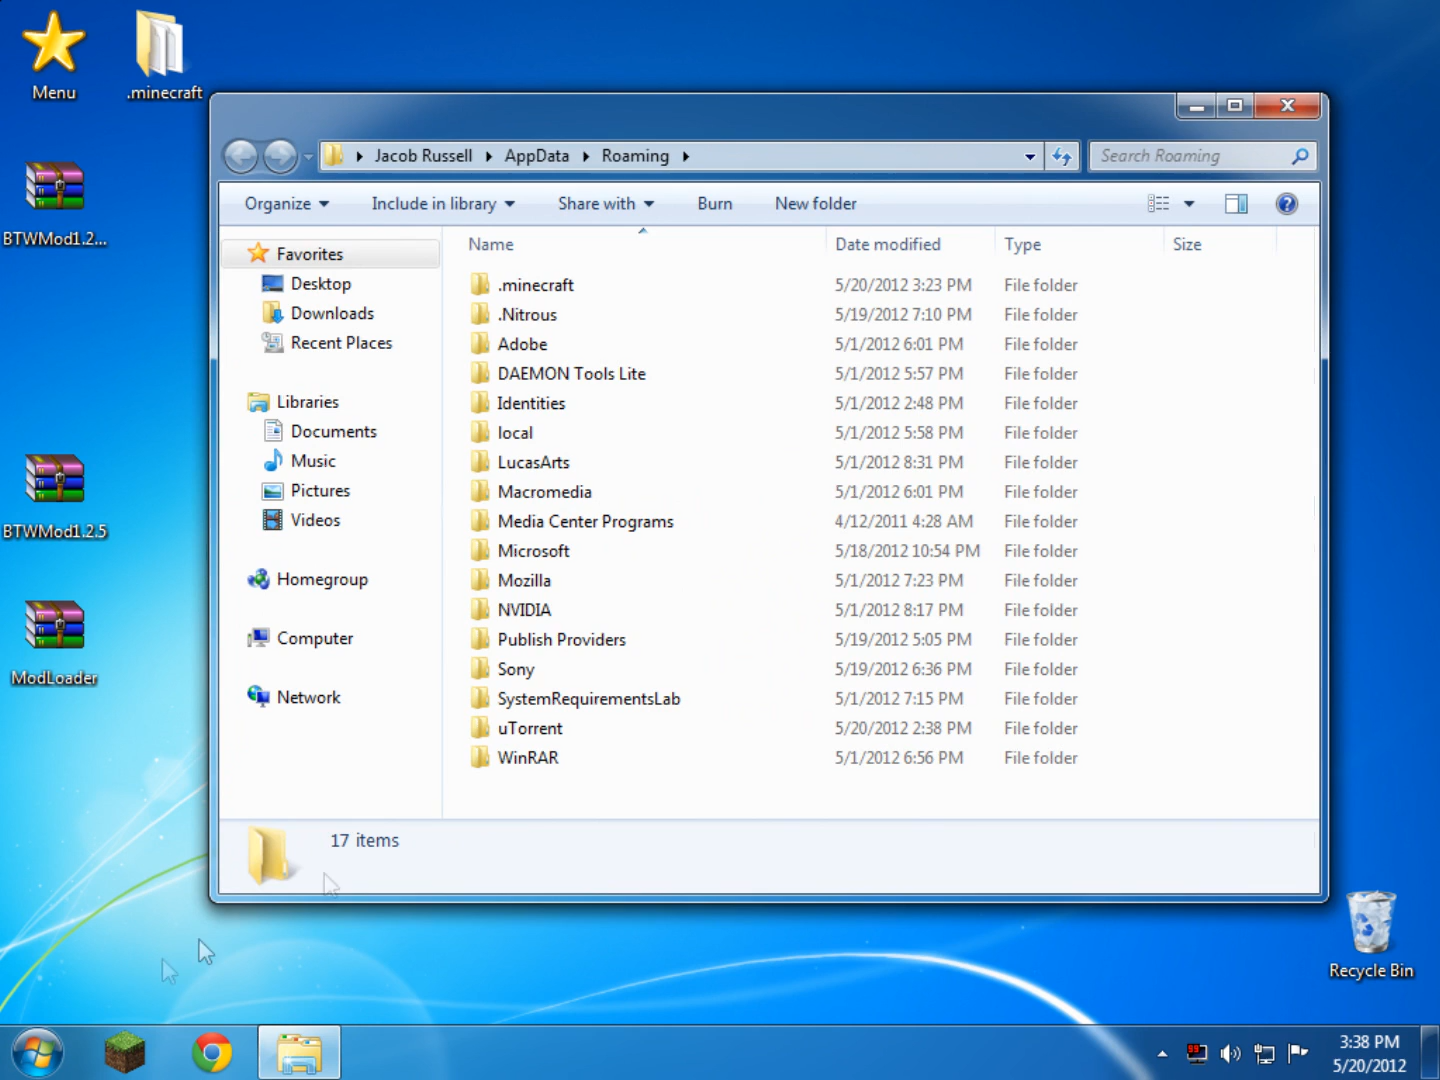 Menu
.minecraft
BTWMod1.2...
BTWMod1.2.5
ModLoader
Jacob Russell
AppData
Roaming
Search Roaming
Organize
Include in library
Share with
Burn
New folder
Favorites
Desktop
Downloads
Recent Places
Libraries
Documents
Music
Pictures
Videos
Homegroup
Computer
Network
Name Date modified Type Size
.minecraft 5/20/2012 3:23 PM File folder
.Nitrous 5/19/2012 7:10 PM File folder
Adobe 5/1/2012 6:01 PM File folder
DAEMON Tools Lite 5/1/2012 5:57 PM File folder
Identities 5/1/2012 2:48 PM File folder
local 5/1/2012 5:58 PM File folder
LucasArts 5/1/2012 8:31 PM File folder
Macromedia 5/1/2012 6:01 PM File folder
Media Center Programs 4/12/2011 4:28 AM File folder
Microsoft 5/18/2012 10:54 PM File folder
Mozilla 5/1/2012 7:23 PM File folder
NVIDIA 5/1/2012 8:17 PM File folder
Publish Providers 5/19/2012 5:05 PM File folder
Sony 5/19/2012 6:36 PM File folder
SystemRequirementsLab 5/1/2012 7:15 PM File folder
uTorrent 5/20/2012 2:38 PM File folder
WinRAR 5/1/2012 6:56 PM File folder
17 items
Recycle Bin
3:38 PM
5/20/2012